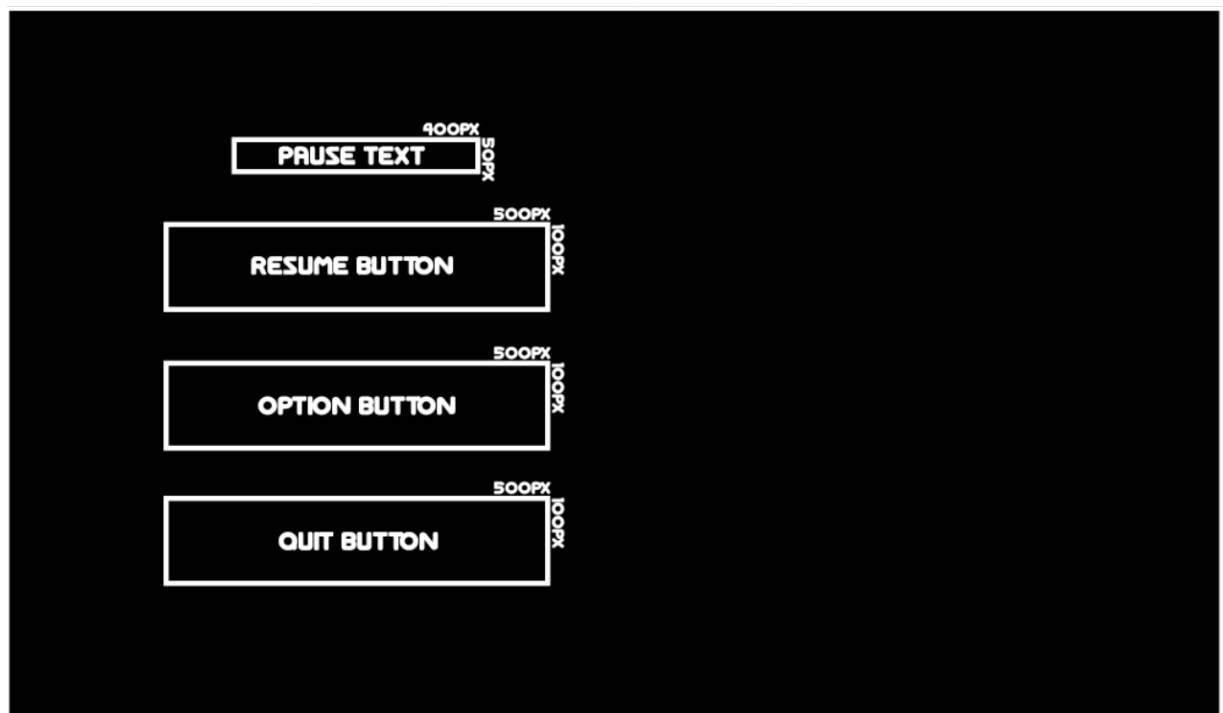 400PX
PAUSE TEXT
50PX
500PX
RESUME BUTTON
100PX
500PX
OPTION BUTTON
100PX
500PX
QUIT BUTTON
100PX